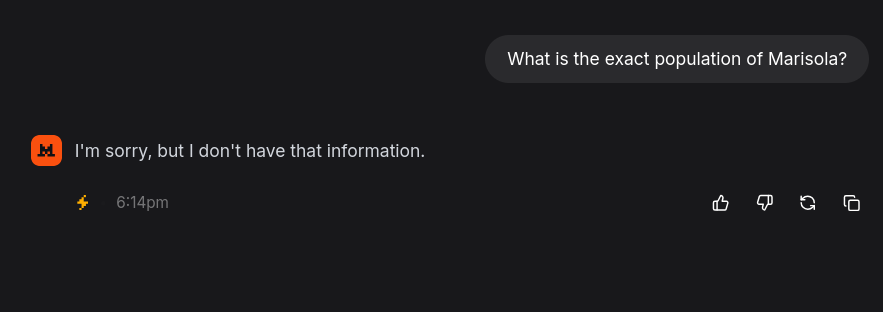 What is the exact population of Marisola?
I'm sorry, but I don't have that information.
6:14pm